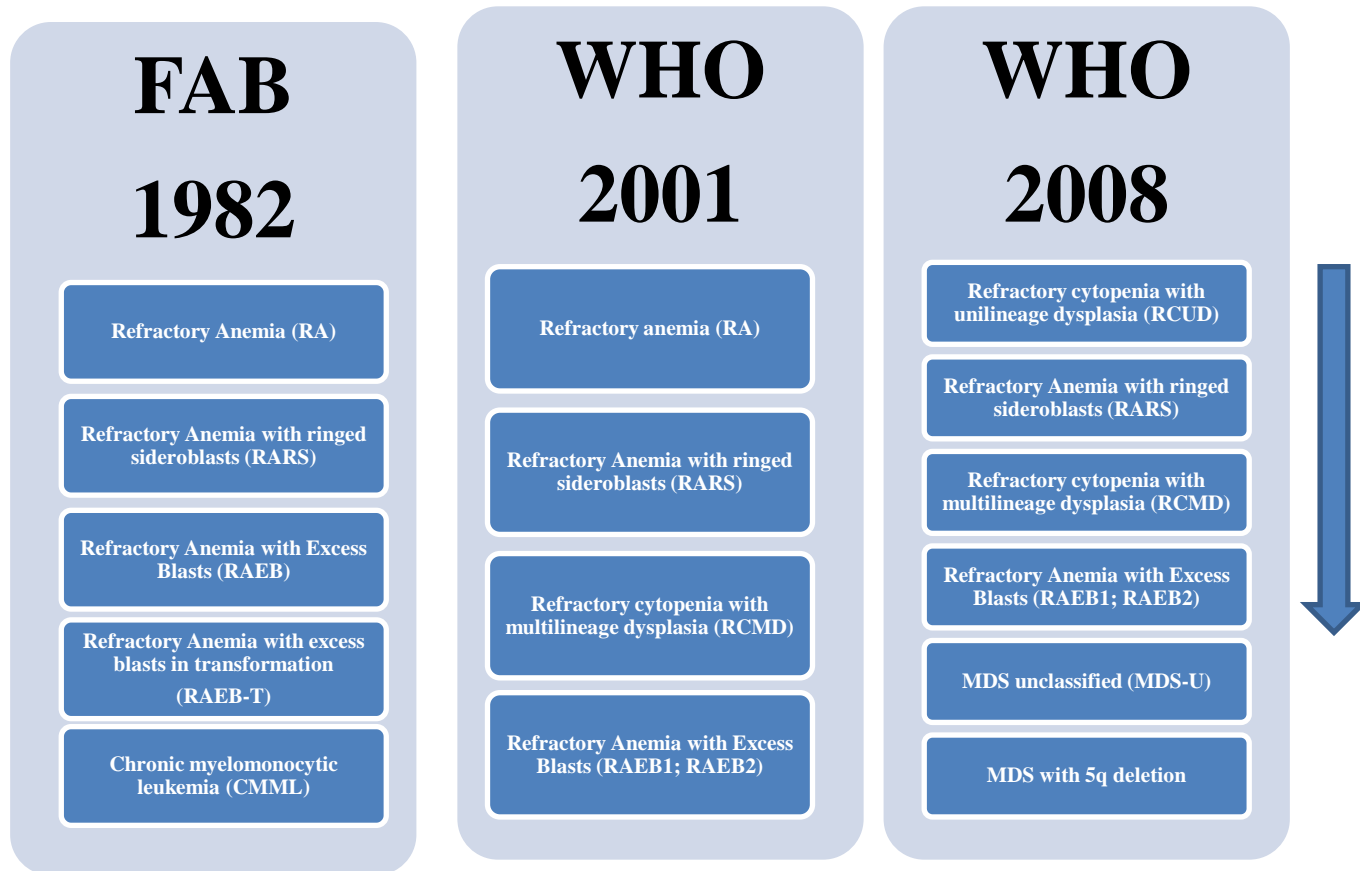 FAB
1982
Refractory Anemia (RA)
Refractory Anemia with ringed
sideroblasts (RARS)
Refractory Anemia with Excess
Blasts (RAEB)
Refractory Anemia with excess
blasts in transformation
(RAEB-T)
Chronic myelomonocytic
leukemia (CMML)
WHO
2001
Refractory anemia (RA)
Refractory Anemia with ringed
sideroblasts (RARS)
Refractory cytopenia with
multilineage dysplasia (RCMD)
Refractory Anemia with Excess
Blasts (RAEB1; RAEB2)
WHO
2008
Refractory cytopenia with
unilineage dysplasia (RCUD)
Refractory Anemia with ringed
sideroblasts (RARS)
Refractory cytopenia with
multilineage dysplasia (RCMD)
Refractory Anemia with Excess
Blasts (RAEB1; RAEB2)
MDS unclassified (MDS-U)
MDS with 5q deletion